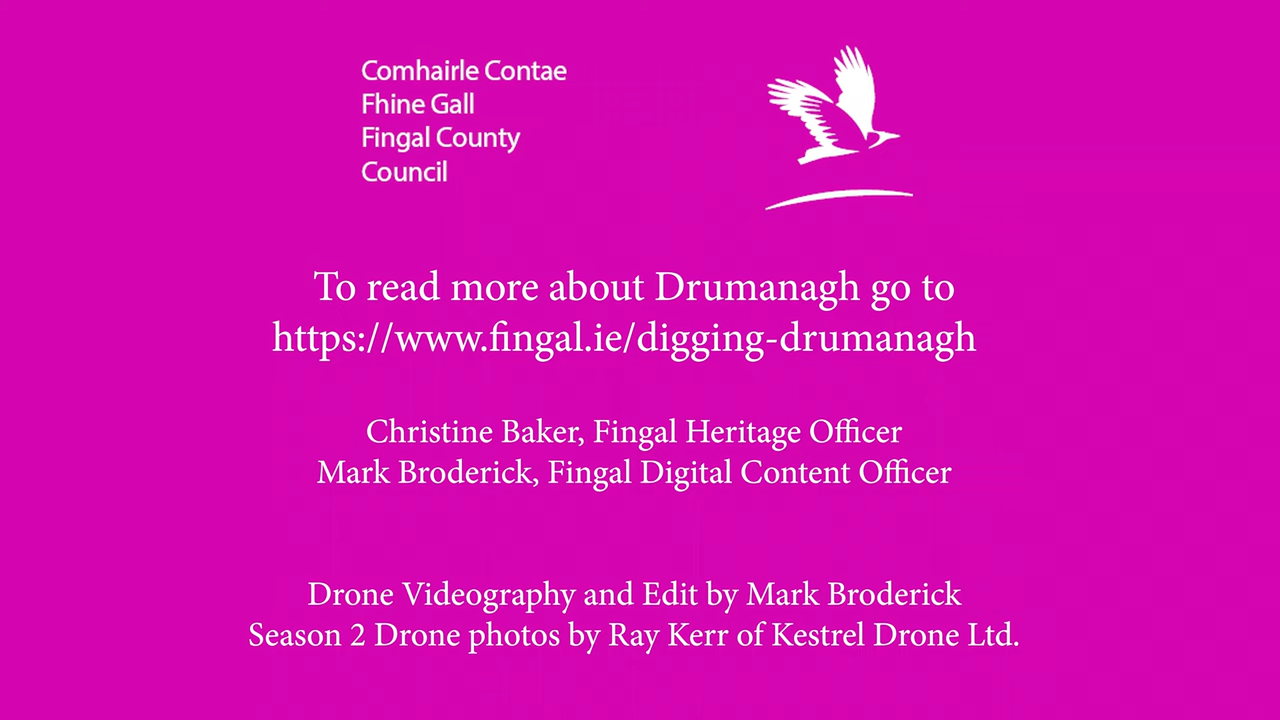 Comhairle Contae
Fhine Gall
Fingal County
Council
To read more about Drumanagh go to
https://www.fingal.ie/digging-drumanagh
Christine Baker, Fingal Heritage Officer
Mark Broderick, Fingal Digital Content Officer
Drone Videography and Edit by Mark Broderick
Season 2 Drone photos by Ray Kerr of Kestrel Drone Ltd.